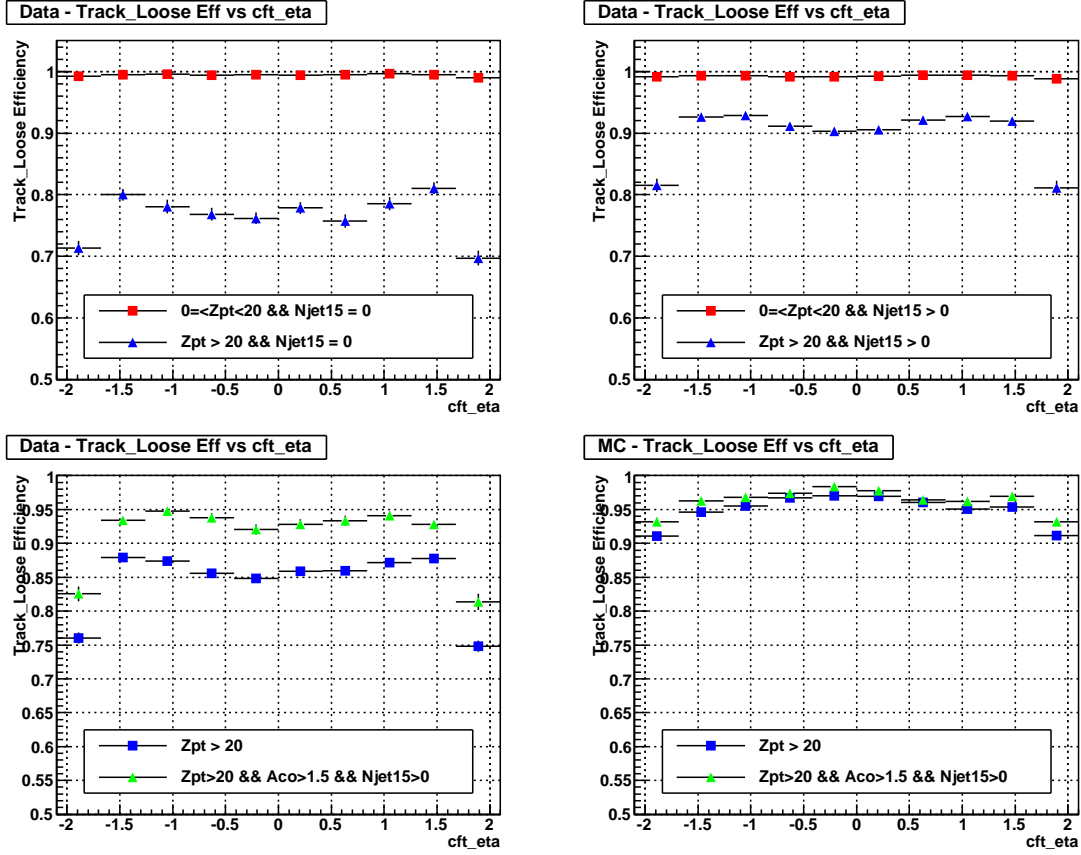 Data - Track_Loose Eff vs cft_eta
Track_Loose Efficiency
1
0.9
0.8
0.7
0.6
0.5
0=<Zpt<20 && Njet15 = 0
Zpt > 20 && Njet15 = 0
-2 -1.5 -1 -0.5 0 0.5 1 1.5 2
cft_eta
Data - Track_Loose Eff vs cft_eta
Track_Loose Efficiency
1
0.9
0.8
0.7
0.6
0.5
0=<Zpt<20 && Njet15 > 0
Zpt > 20 && Njet15 > 0
-2 -1.5 -1 -0.5 0 0.5 1 1.5 2
cft_eta
Data - Track_Loose Eff vs cft_eta
Track_Loose Efficiency
1
0.95
0.9
0.85
0.8
0.75
0.7
0.65
0.6
0.55
0.5
Zpt > 20
Zpt>20 && Aco>1.5 && Njet15>0
-2 -1.5 -1 -0.5 0 0.5 1 1.5 2
cft_eta
MC - Track_Loose Eff vs cft_eta
Track_Loose Efficiency
1
0.95
0.9
0.85
0.8
0.75
0.7
0.65
0.6
0.55
0.5
Zpt > 20
Zpt>20 && Aco>1.5 && Njet15>0
-2 -1.5 -1 -0.5 0 0.5 1 1.5 2
cft_eta